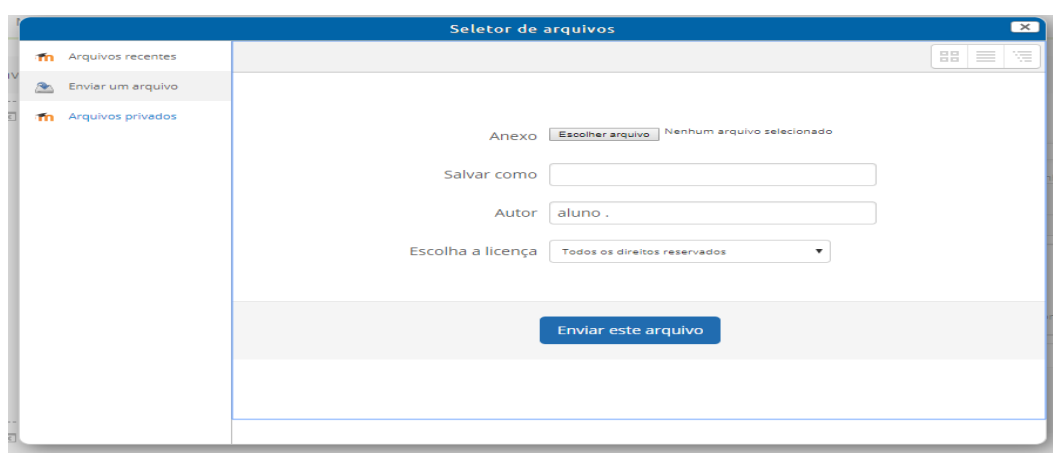 Seletor de arquivos
Arquivos recentes
Enviar um arquivo
Arquivos privados
Anexo Escolher arquivo Nenhum arquivo selecionado
Salvar como
Autor aluno .
Escolha a licença Todos os direitos reservados
Enviar este arquivo